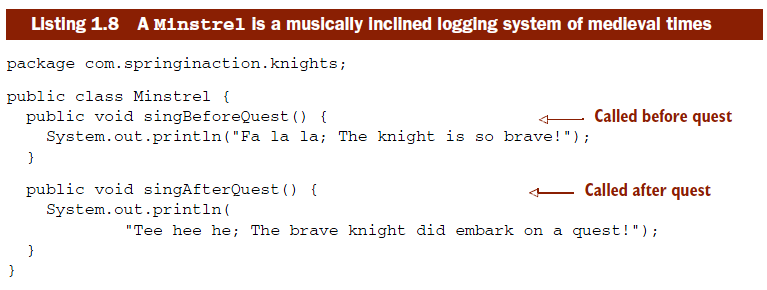 Listing 1.8 A Minstrel is a musically inclined logging system of medieval times
package com.springinaction.knights;
public class Minstrel {
public void singBeforeQuest() { Called before quest
System.out.println("Fa la la; The knight is so brave!");
}
public void singAfterQuest() { Called after quest
System.out.println(
"Tee hee he; The brave knight did embark on a quest!");
}
}